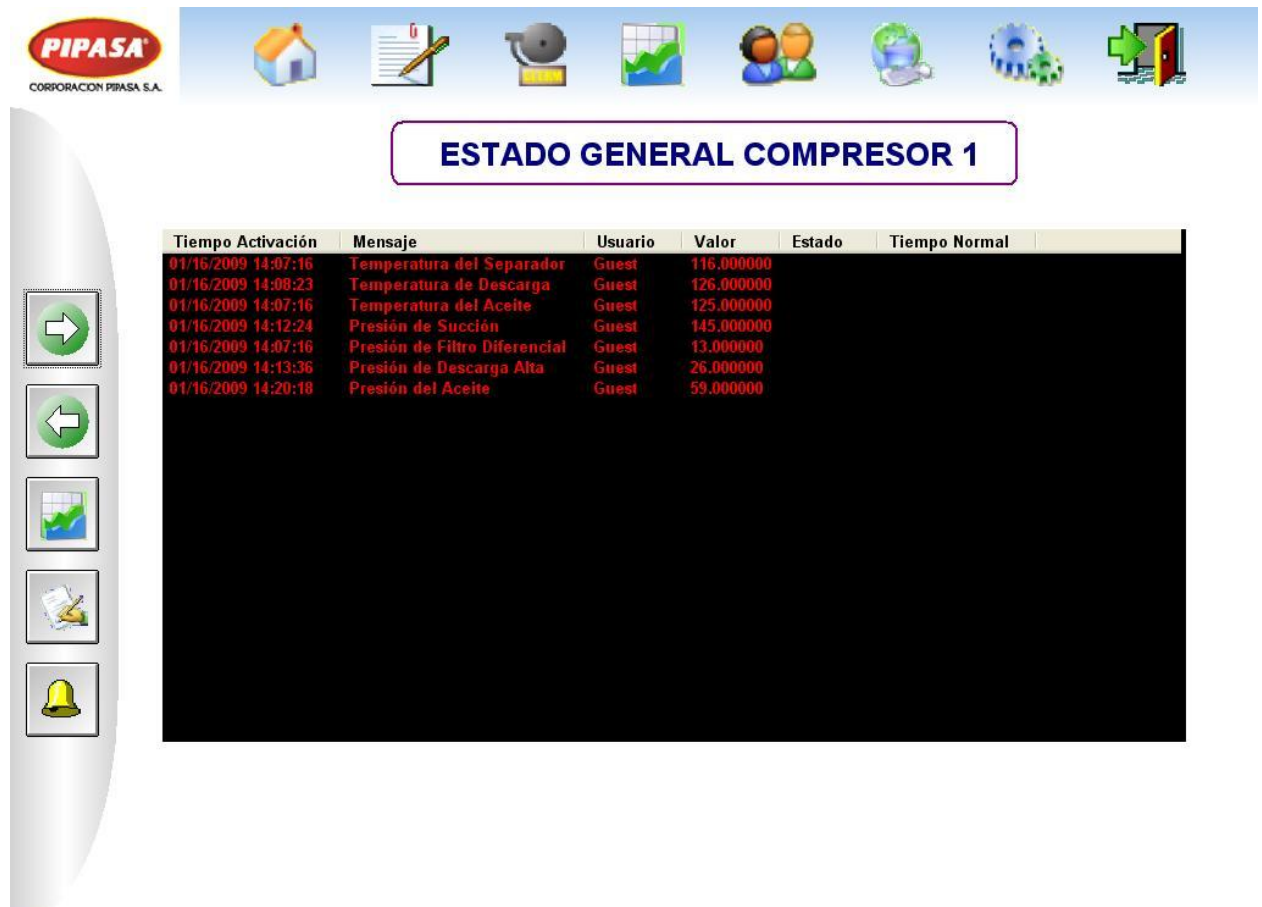 PIPASA
CORPORACION PIPASA S.A.
ESTADO GENERAL COMPRESOR 1
Tiempo Activación Mensaje Usuario Valor Estado Tiempo Normal
01/16/2009 14:07:16 Temperatura del Separador Guest 116.000000
01/16/2009 14:08:23 Temperatura de Descarga Guest 126.000000
01/16/2009 14:07:16 Temperatura del Aceite Guest 125.000000
01/16/2009 14:12:24 Presión de Succión Guest 145.000000
01/16/2009 14:07:16 Presión de Filtro Diferencial Guest 13.000000
01/16/2009 14:13:36 Presión de Descarga Alta Guest 26.000000
01/16/2009 14:20:18 Presión del Aceite Guest 59.000000